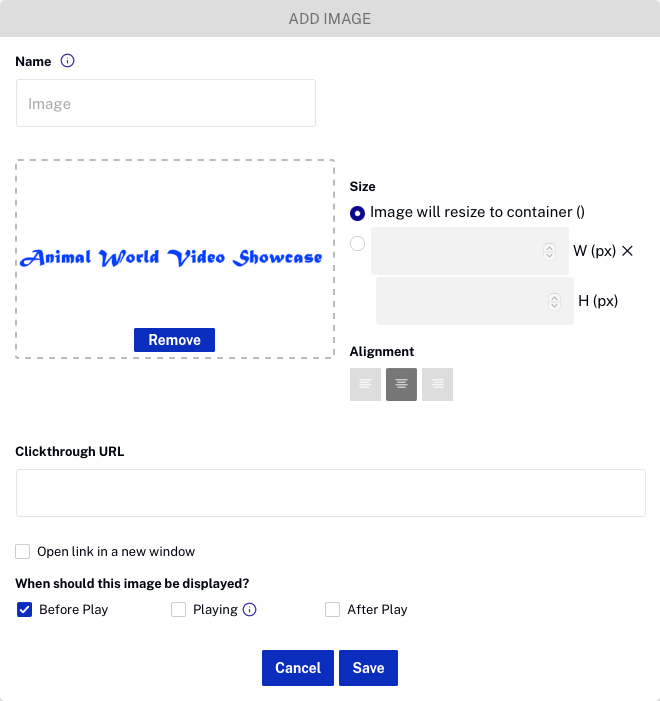 ADD IMAGE
Name
Image
Animal World Video Showcase
Remove
Size
Image will resize to container ()
W (px) ×
H (px)
Alignment
Clickthrough URL
Open link in a new window
When should this image be displayed?
Before Play Playing After Play
Cancel Save